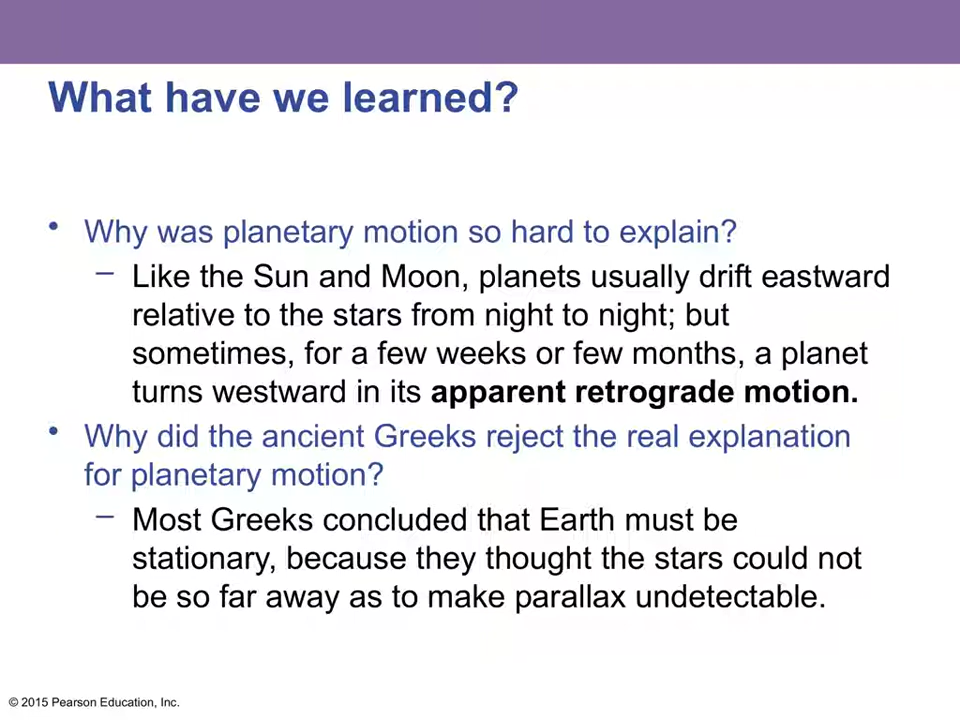 What have we learned?
• Why was planetary motion so hard to explain?
– Like the Sun and Moon, planets usually drift eastward
relative to the stars from night to night; but
sometimes, for a few weeks or few months, a planet
turns westward in its apparent retrograde motion.
• Why did the ancient Greeks reject the real explanation
for planetary motion?
– Most Greeks concluded that Earth must be
stationary, because they thought the stars could not
be so far away as to make parallax undetectable.
© 2015 Pearson Education, Inc.